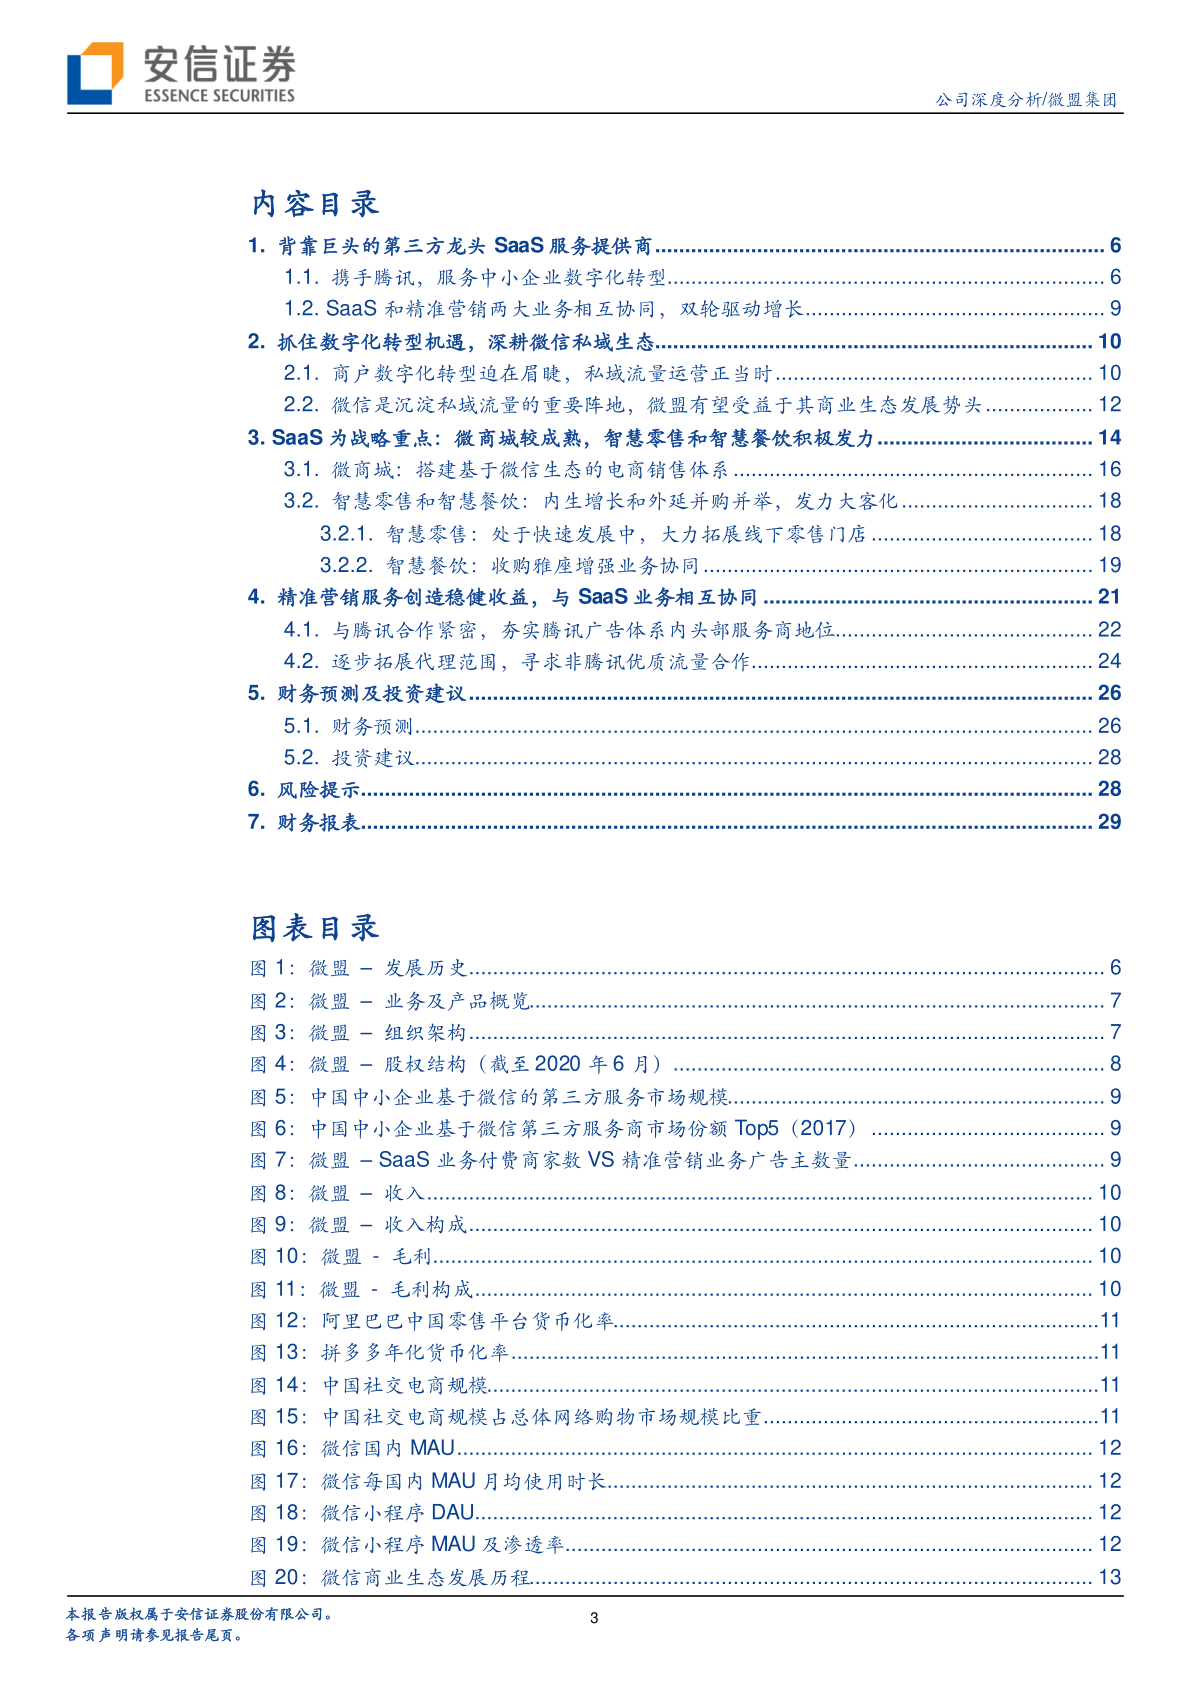 安信证券
ESSENCE SECURITIES
公司深度分析/微盟集团
内容目录
1. 背靠巨头的第三方龙头 SaaS 服务提供商 6
1.1. 携手腾讯，服务中小企业数字化转型 6
1.2. SaaS 和精准营销两大业务相互协同，双轮驱动增长 9
2. 抓住数字化转型机遇，深耕微信私域生态 10
2.1. 商户数字化转型迫在眉睫，私域流量运营正当时 10
2.2. 微信是沉淀私域流量的重要阵地，微盟有望受益于其商业生态发展势头 12
3. SaaS 为战略重点：微商城较成熟，智慧零售和智慧餐饮积极发力 14
3.1. 微商城：搭建基于微信生态的电商销售体系 16
3.2. 智慧零售和智慧餐饮：内生增长和外延并购并举，发力大客化 18
3.2.1. 智慧零售：处于快速发展中，大力拓展线下零售门店 18
3.2.2. 智慧餐饮：收购雅座增强业务协同 19
4. 精准营销服务创造稳健收益，与 SaaS 业务相互协同 21
4.1. 与腾讯合作紧密，夯实腾讯广告体系内头部服务商地位 22
4.2. 逐步拓展代理范围，寻求非腾讯优质流量合作 24
5. 财务预测及投资建议 26
5.1. 财务预测 26
5.2. 投资建议 28
6. 风险提示 28
7. 财务报表 29
图表目录
图 1：微盟 – 发展历史 6
图 2：微盟 – 业务及产品概览 7
图 3：微盟 – 组织架构 7
图 4：微盟 – 股权结构（截至 2020 年 6 月） 8
图 5：中国中小企业基于微信的第三方服务市场规模 9
图 6：中国中小企业基于微信第三方服务商市场份额 Top5（2017） 9
图 7：微盟 – SaaS 业务付费商家数 VS 精准营销业务广告主数量 9
图 8：微盟 – 收入 10
图 9：微盟 – 收入构成 10
图 10：微盟 - 毛利 10
图 11：微盟 - 毛利构成 10
图 12：阿里巴巴中国零售平台货币化率 11
图 13：拼多多年化货币化率 11
图 14：中国社交电商规模 11
图 15：中国社交电商规模占总体网络购物市场规模比重 11
图 16：微信国内 MAU 12
图 17：微信每国内 MAU 月均使用时长 12
图 18：微信小程序 DAU 12
图 19：微信小程序 MAU 及渗透率 12
图 20：微信商业生态发展历程 13
本报告版权属于安信证券股份有限公司。
3
各项声明请参见报告尾页。